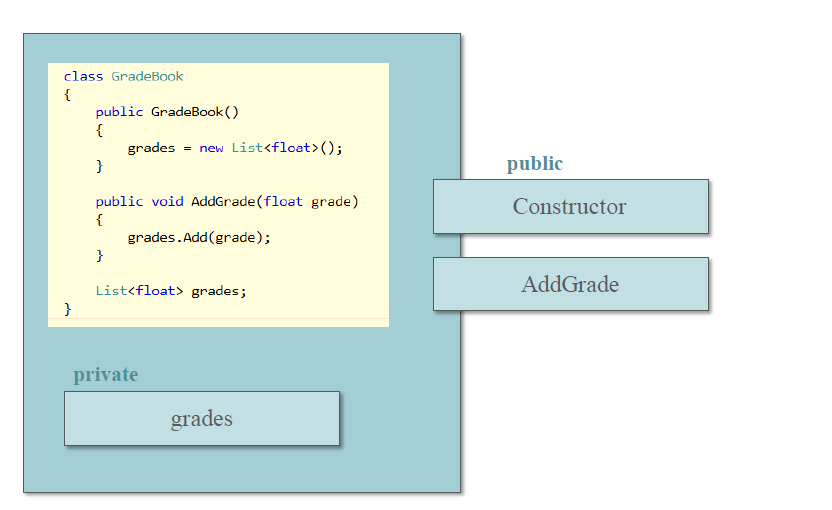 class GradeBook
{
    public GradeBook()
    {
        grades = new List<float>();
    }

    public void AddGrade(float grade)
    {
        grades.Add(grade);
    }

    List<float> grades;
}
public
Constructor
AddGrade
private
grades